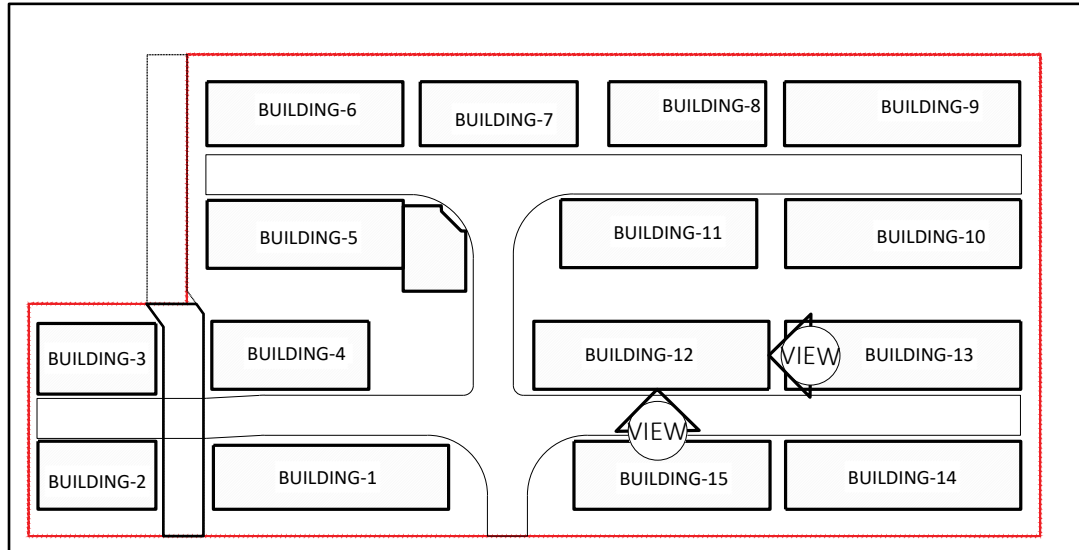 BUILDING-6
BUILDING-7
BUILDING-8
BUILDING-9
BUILDING-5
BUILDING-11
BUILDING-10
BUILDING-3
BUILDING-4
BUILDING-12
VIEW
BUILDING-13
VIEW
BUILDING-2
BUILDING-1
BUILDING-15
BUILDING-14